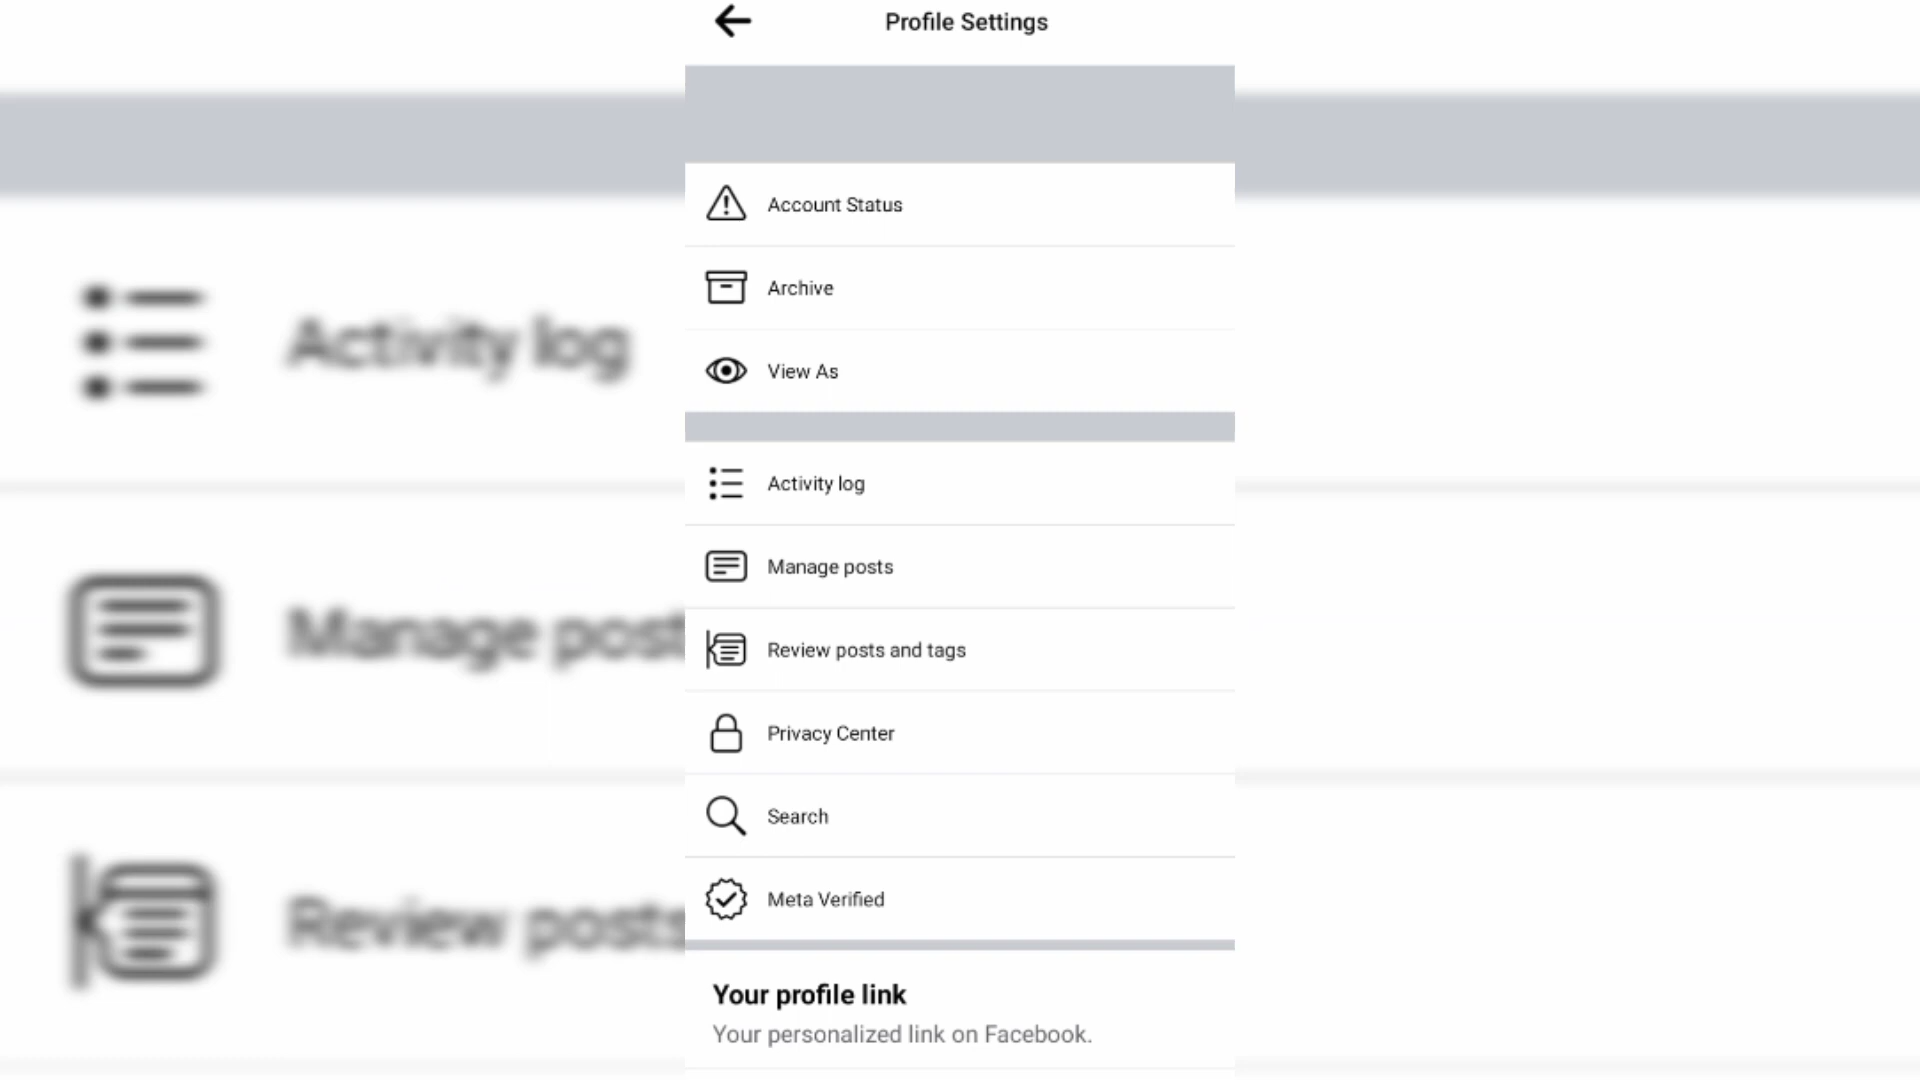 Profile Settings
Account Status
Archive
View As
Activity log
Manage posts
Review posts and tags
Privacy Center
Search
Meta Verified
Your profile link
Your personalized link on Facebook.
Activity log
Manage post
Review posts